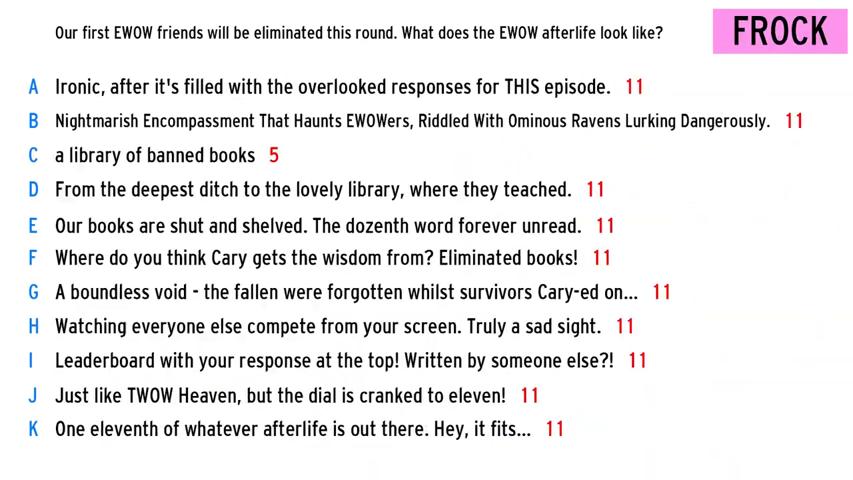 Our first EWOW friends will be eliminated this round. What does the EWOW afterlife look like?
FROCK
A Ironic, after it's filled with the overlooked responses for THIS episode. 11
B Nightmarish Encompassment That Haunts EWOWers, Riddled With Ominous Ravens Lurking Dangerously. 11
C a library of banned books 5
D From the deepest ditch to the lovely library, where they teached. 11
E Our books are shut and shelved. The dozenth word forever unread. 11
F Where do you think Cary gets the wisdom from? Eliminated books! 11
G A boundless void - the fallen were forgotten whilst survivors Cary-ed on... 11
H Watching everyone else compete from your screen. Truly a sad sight. 11
I Leaderboard with your response at the top! Written by someone else?! 11
J Just like TWOW Heaven, but the dial is cranked to eleven! 11
K One eleventh of whatever afterlife is out there. Hey, it fits... 11